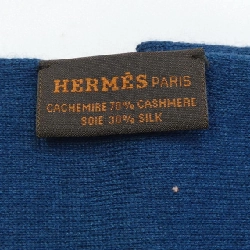 HERMÈS PARIS
CACHEMIRE 70% CASHMERE
SOIE 30% SILK